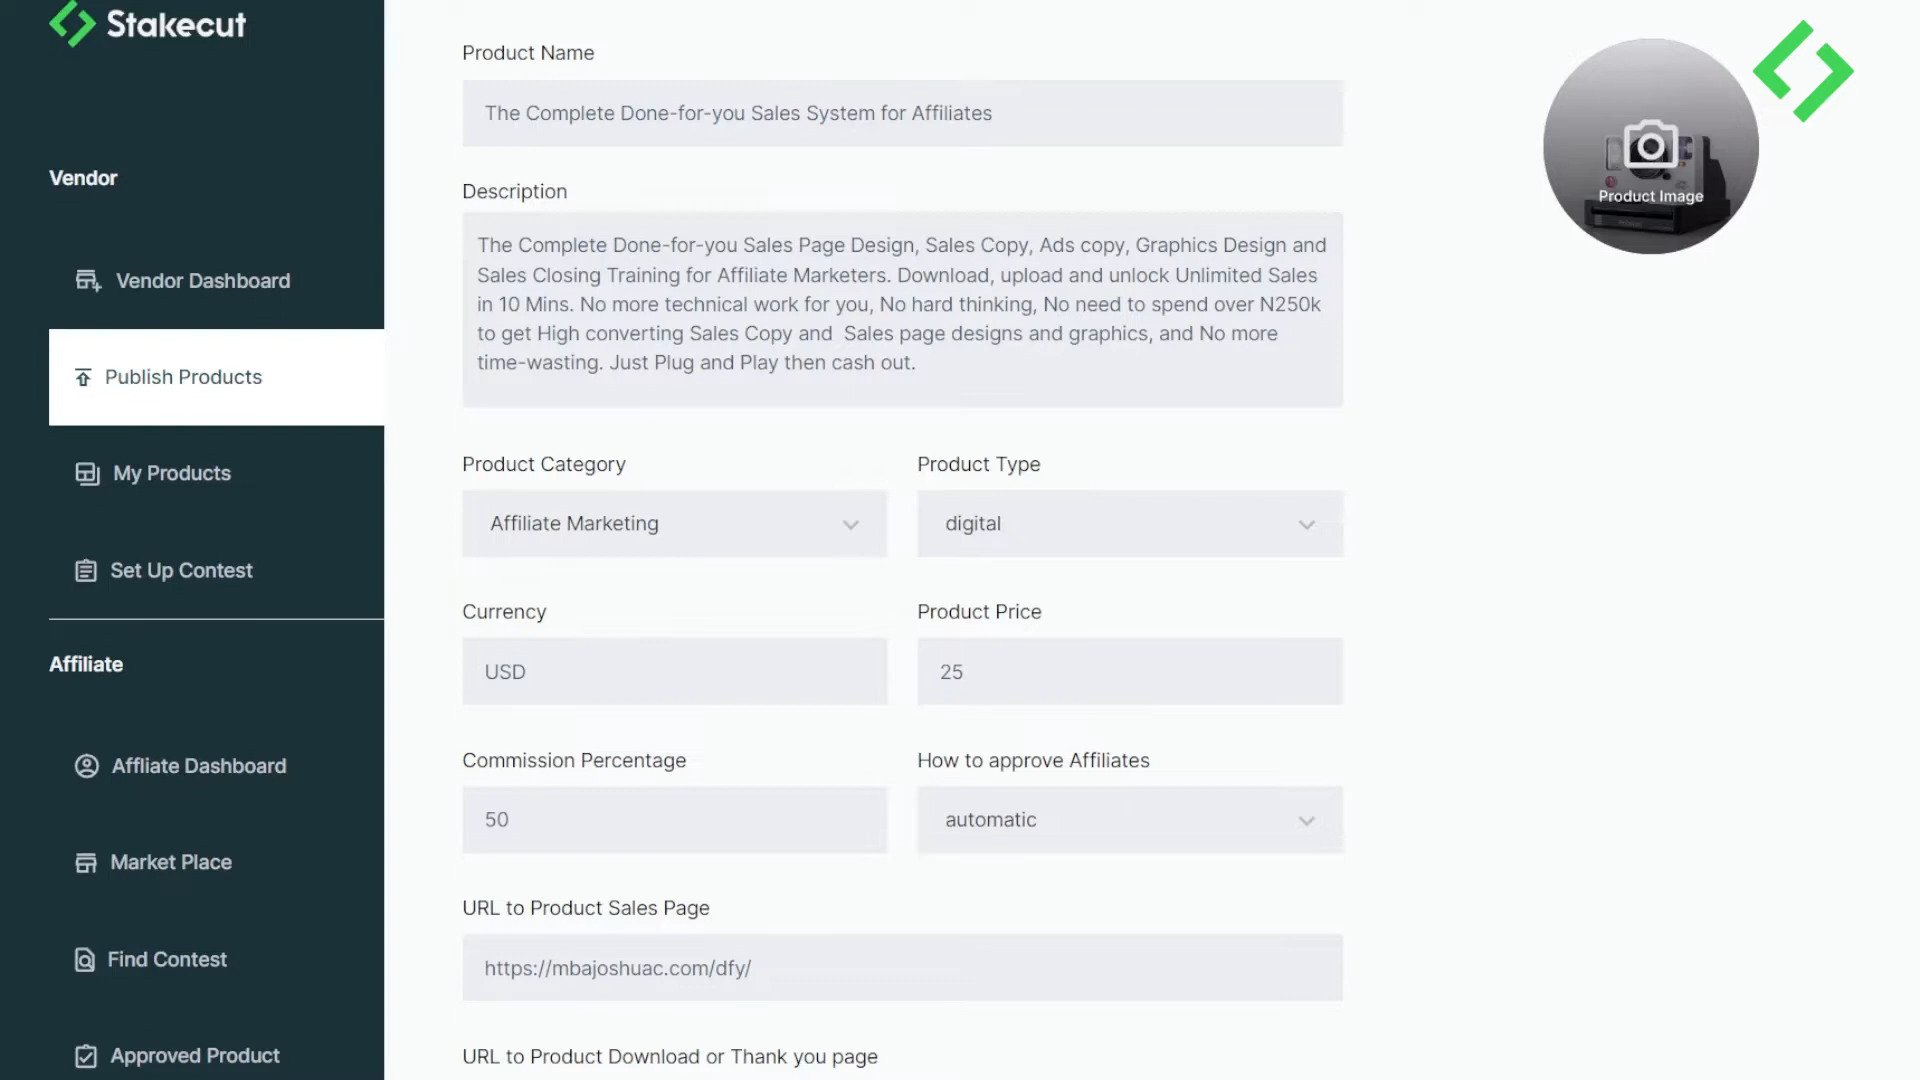 Stakecut
Vendor
Vendor Dashboard
Publish Products
My Products
Set Up Contest
Affiliate
Affliate Dashboard
Market Place
Find Contest
Approved Product
Product Name
The Complete Done-for-you Sales System for Affiliates
Description
The Complete Done-for-you Sales Page Design, Sales Copy, Ads copy, Graphics Design and
Sales Closing Training for Affiliate Marketers. Download, upload and unlock Unlimited Sales
in 10 Mins. No more technical work for you, No hard thinking, No need to spend over N250k
to get High converting Sales Copy and  Sales page designs and graphics, and No more
time-wasting. Just Plug and Play then cash out.
Product Category
Product Type
Affiliate Marketing
digital
Currency
Product Price
USD
25
Commission Percentage
How to approve Affiliates
50
automatic
URL to Product Sales Page
https://mbajoshuac.com/dfy/
URL to Product Download or Thank you page
Product Image